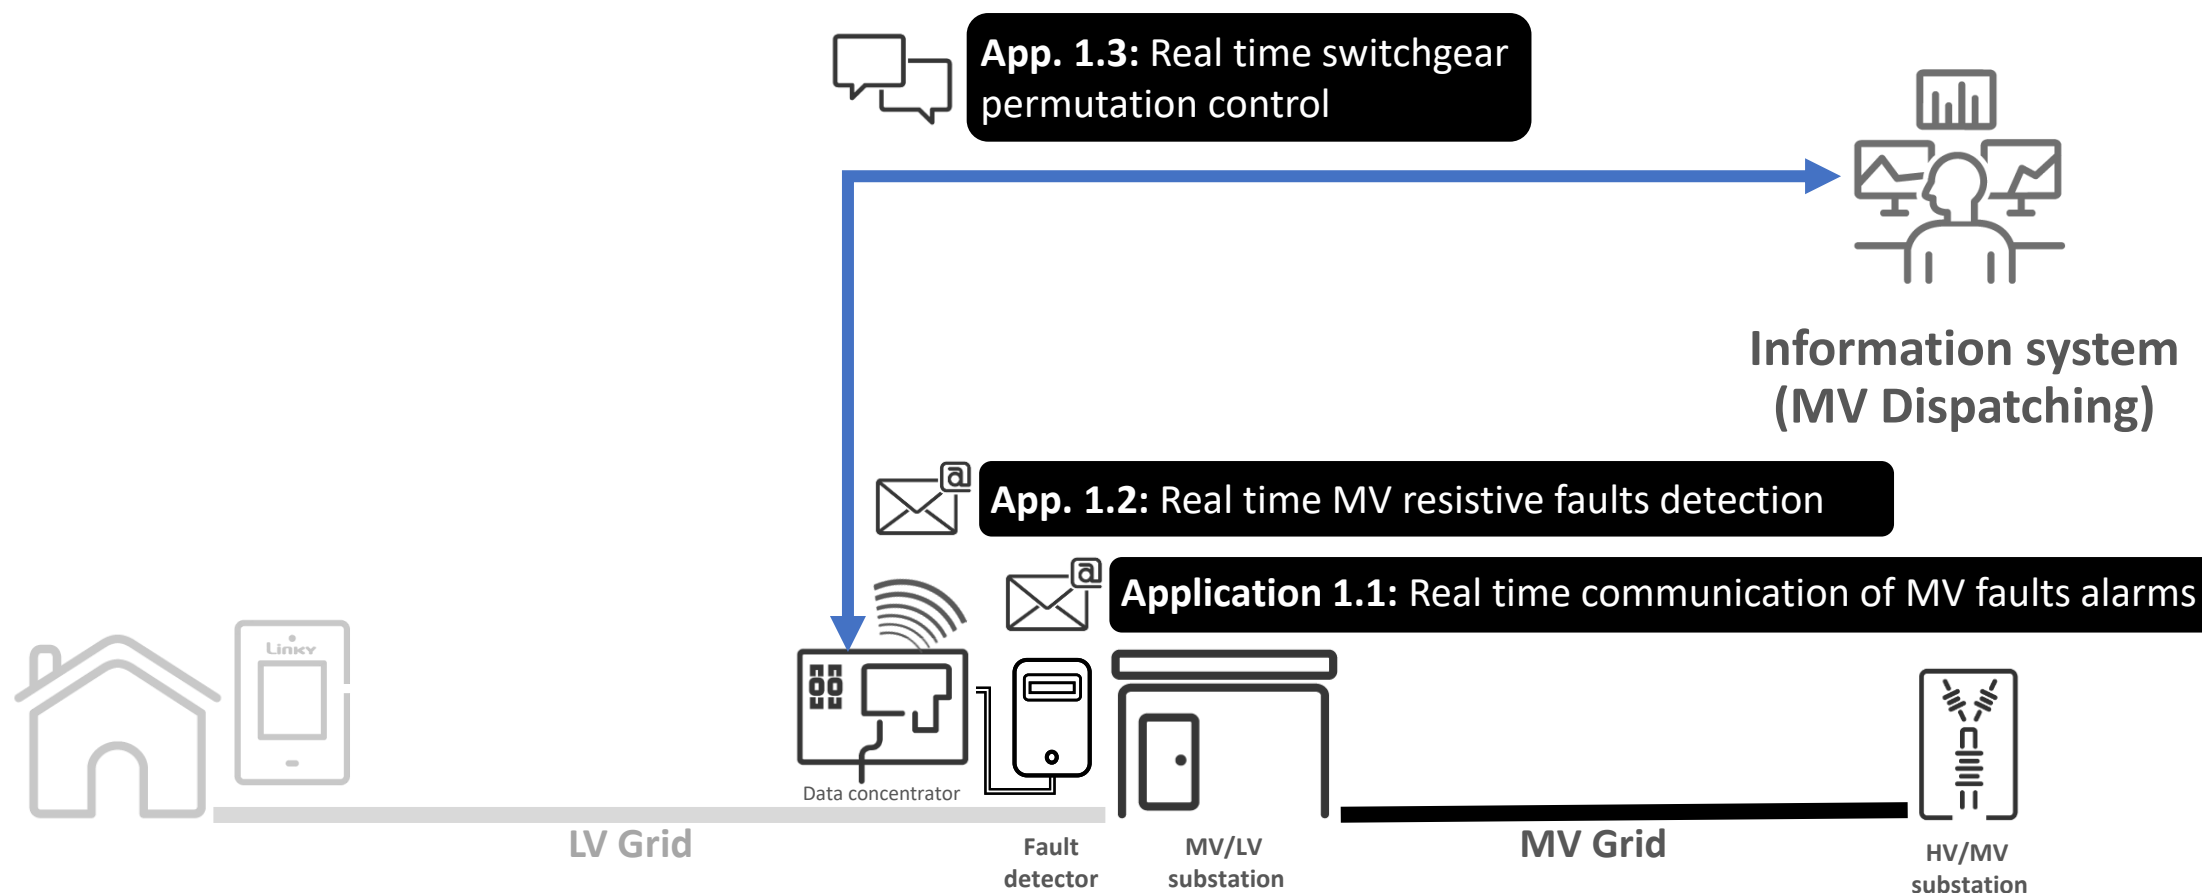 App. 1.3: Real time switchgear
permutation control
Information system
(MV Dispatching)
@
App. 1.2: Real time MV resistive faults detection
@
Application 1.1: Real time communication of MV faults alarms
Linky
Data concentrator
LV Grid
Fault
detector
MV/LV
substation
MV Grid
HV/MV
substation